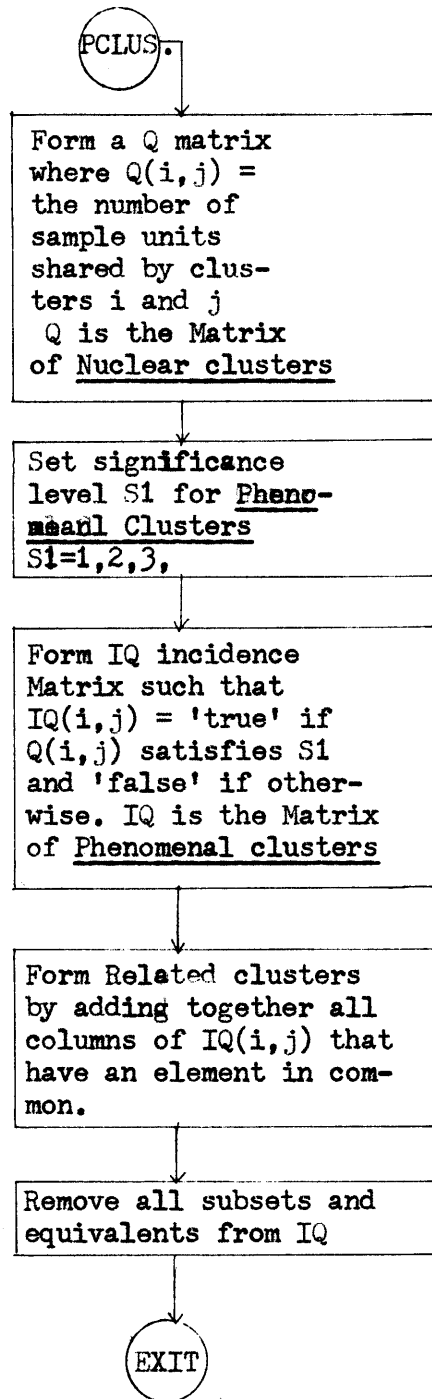 PCLUS.
Form a Q matrix
where Q(i,j) =
the number of
sample units
shared by clus-
ters i and j
Q is the Matrix
of Nuclear clusters
Set significance
level S1 for Pheno-
Clusters
S1=1,2,3,
Form IQ incidence
Matrix such that
IQ(i,j) = 'true' if
Q(i,j) satisfies S1
and 'false' if other-
wise. IQ is the Matrix
of Phenomenal clusters
Form Related clusters
by adding together all
columns of IQ(i,j) that
have an element in com-
mon.
Remove all subsets and
equivalents from IQ
EXIT